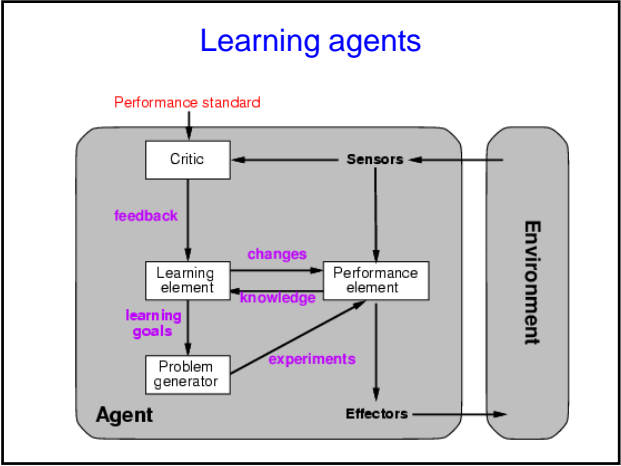 Learning agents
Performance standard
Critic
Sensors
feedback
changes
Learning
element
Performance
element
knowledge
learning
goals
experiments
Problem
generator
Agent
Effectors
Environment